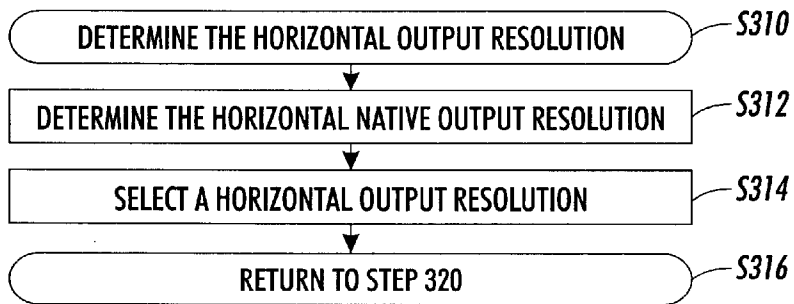 DETERMINE THE HORIZONTAL OUTPUT RESOLUTION
S310
DETERMINE THE HORIZONTAL NATIVE OUTPUT RESOLUTION
S312
SELECT A HORIZONTAL OUTPUT RESOLUTION
S314
RETURN TO STEP 320
S316